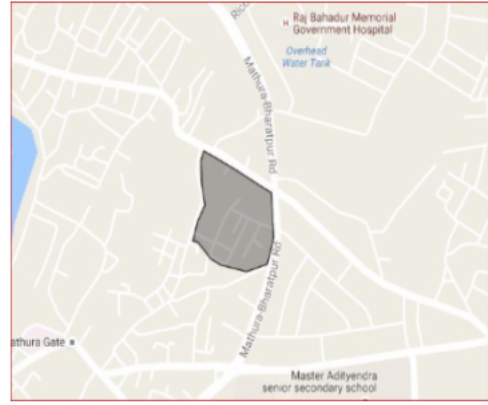 Raj Bahadur Memorial
Government Hospital
H
Overhead
Water Tank
Mathura-Bharatpur Rd
Mathura-Bharatpur Rd
athura Gate
Master Adityendra
senior secondary school